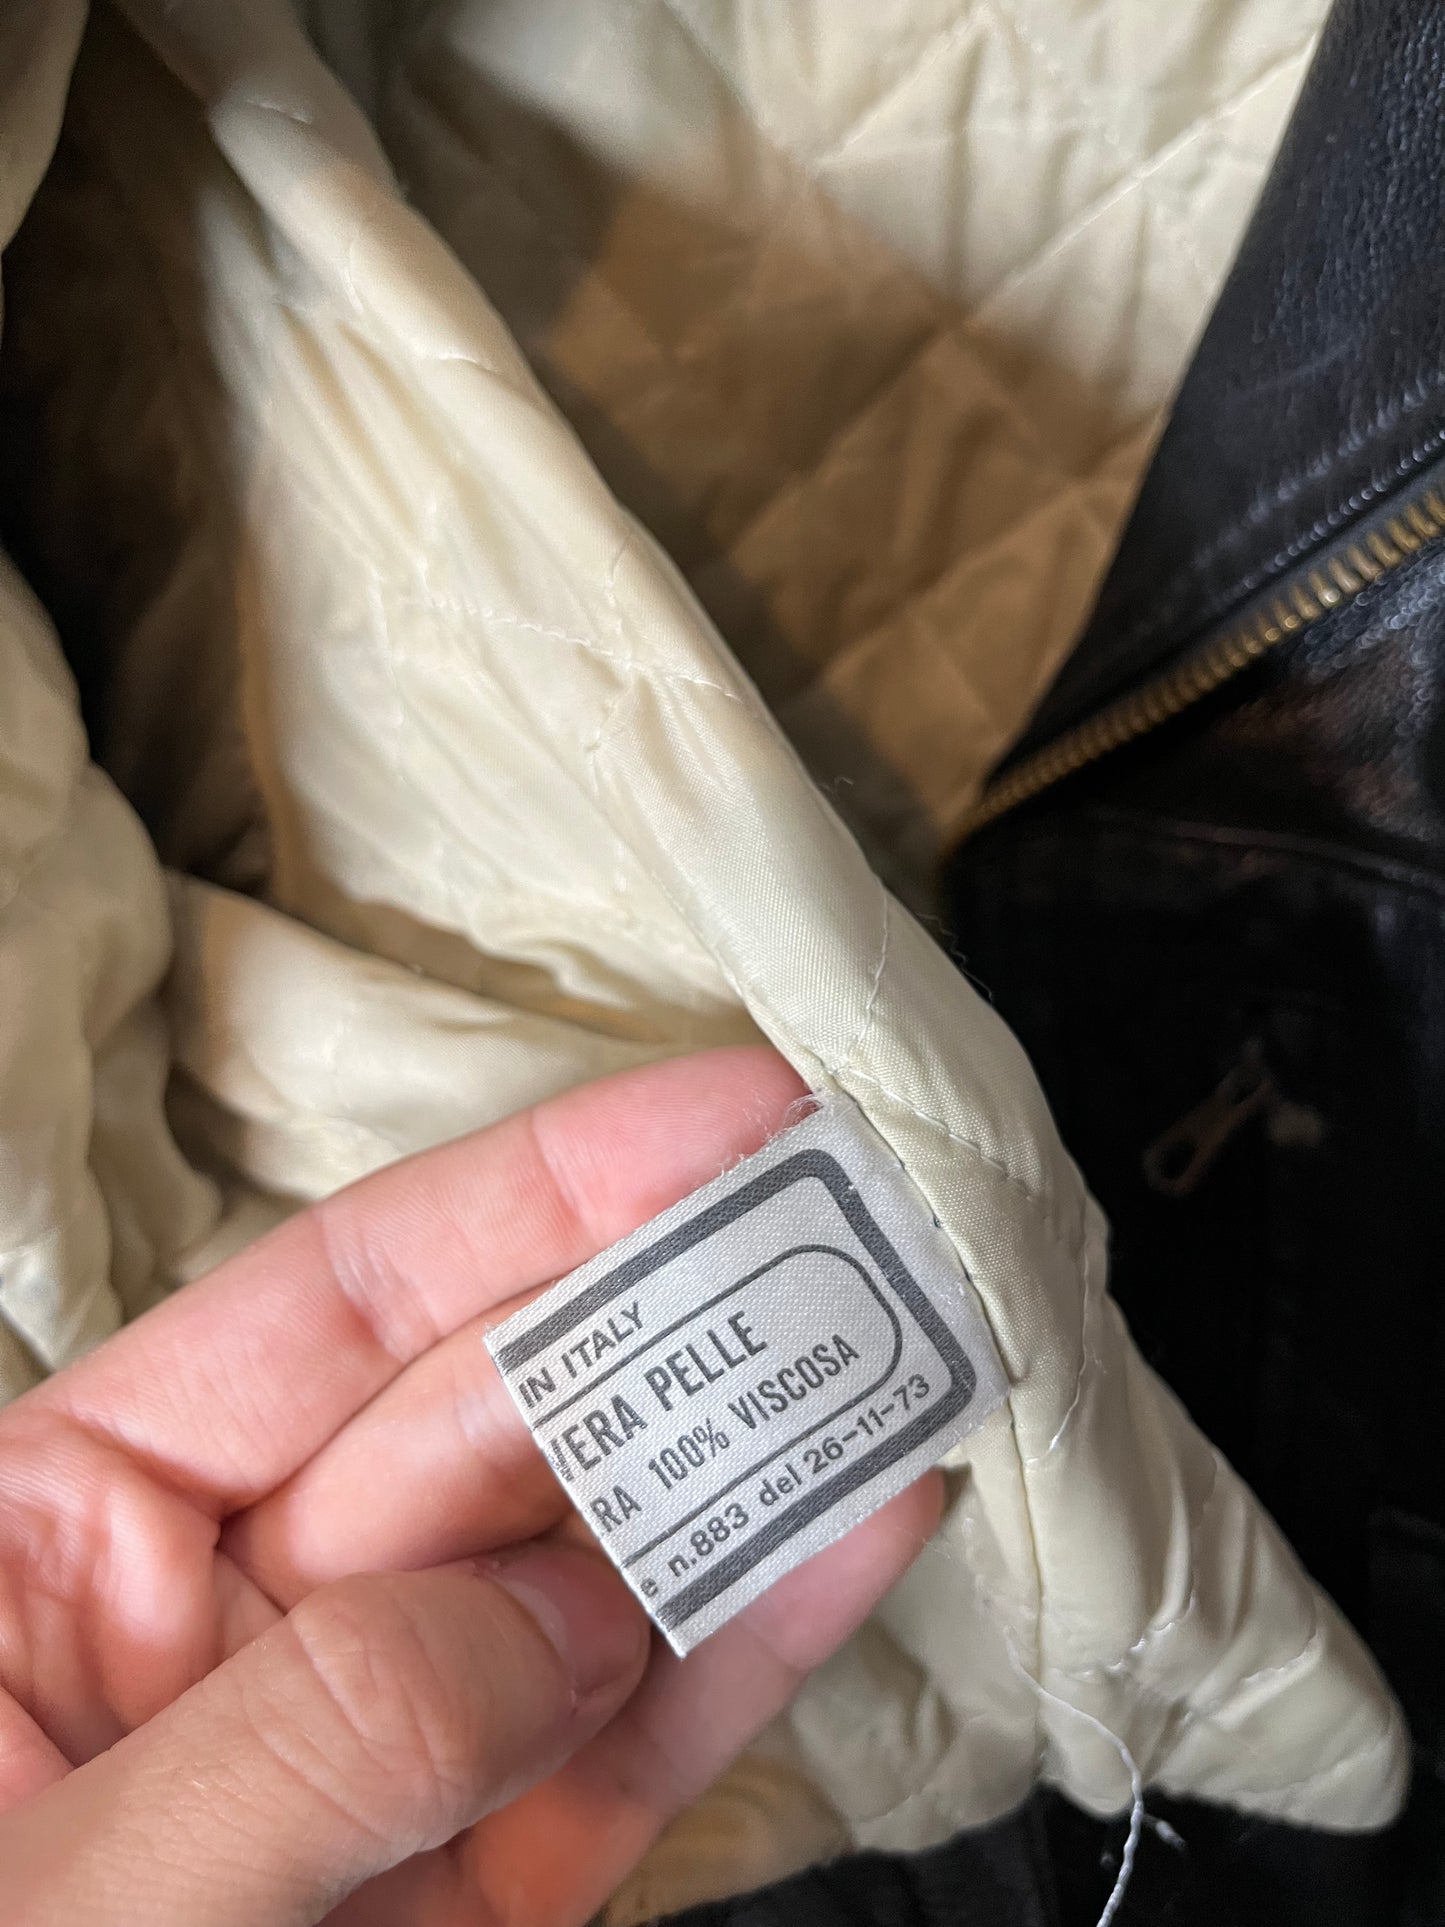 IN ITALY
VERA PELLE
RA 100% VISCOSA
e n.883 del 26-11-73